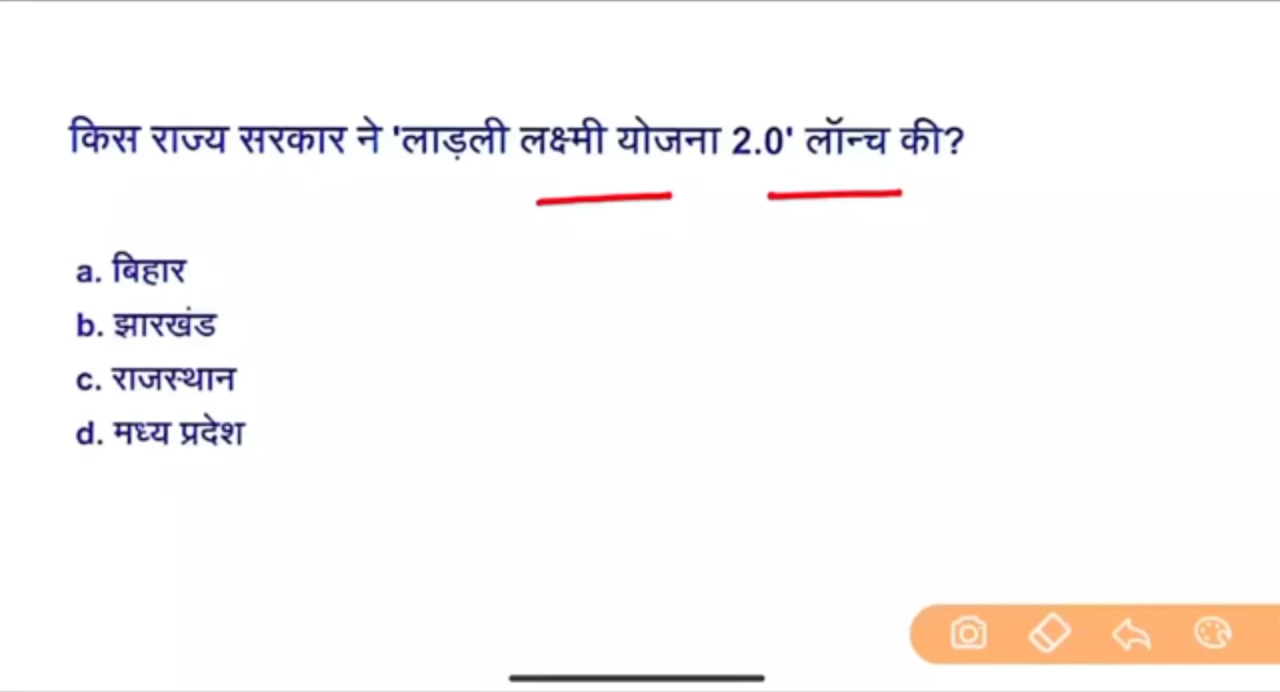 किस राज्य सरकार ने 'लाड़ली लक्ष्मी योजना 2.0' लॉन्च की?
a. बिहार
b. झारखंड
c. राजस्थान
d. मध्य प्रदेश